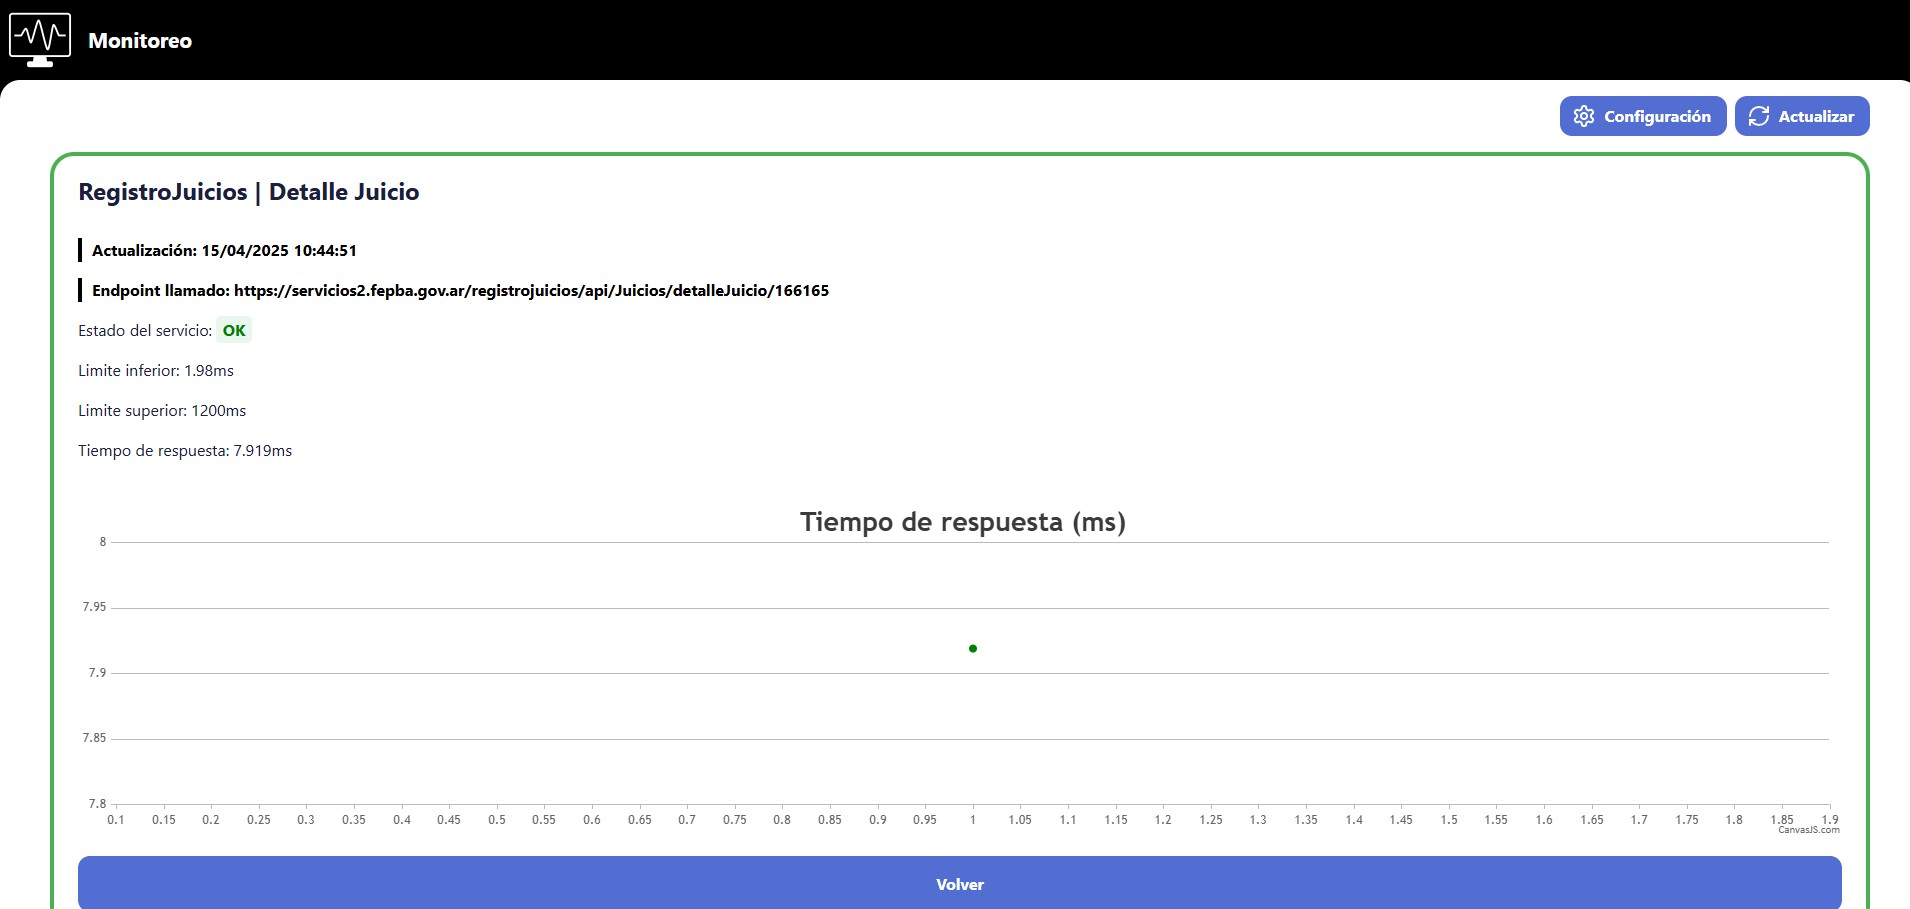 Monitoreo
Configuración
Actualizar
RegistroJuicios | Detalle Juicio
Actualización: 15/04/2025 10:44:51
Endpoint llamado: https://servicios2.fepba.gov.ar/registrojuicios/api/Juicios/detalleJuicio/166165
Estado del servicio: OK
Limite inferior: 1.98ms
Limite superior: 1200ms
Tiempo de respuesta: 7.919ms
Tiempo de respuesta (ms)
8
7.95
7.9
7.85
7.8
0.1 0.15 0.2 0.25 0.3 0.35 0.4 0.45 0.5 0.55 0.6 0.65 0.7 0.75 0.8 0.85 0.9 0.95 1 1.05 1.1 1.15 1.2 1.25 1.3 1.35 1.4 1.45 1.5 1.55 1.6 1.65 1.7 1.75 1.8 1.85 1.9
CanvasJS.com
Volver